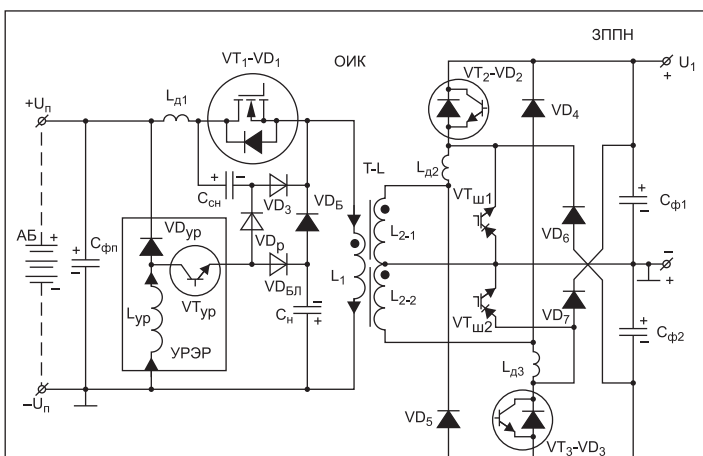 ОИК
ЗППН
VT1-VD1
VT2-VD2
U1
+
+Uп
Lд1
VD4
+ −
Cсн
VD3
VDБ
T-L
Lд2
VTш1
+
−
Cф1
АБ
+
−
+
−
Cфп
VDур
VDр
VDБЛ
L1
L2-1
VD6
−
+
VTур
Lур
УРЭР
−
+
Cн
L2-2
VTш2
VD7
+
−
Cф2
Lд3
−Uп
VD5
VT3-VD3